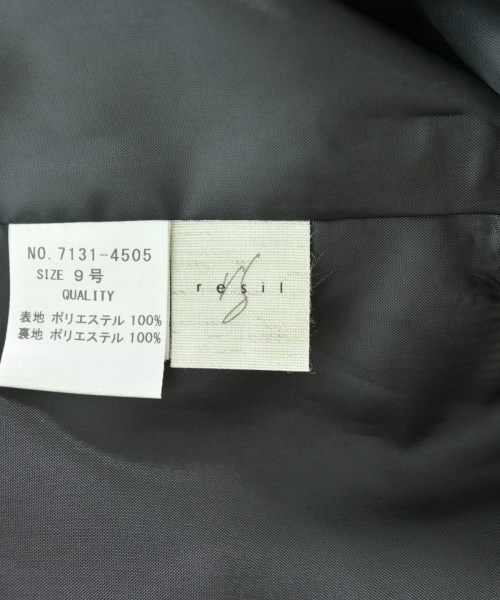 NO. 7131-4505
SIZE 9号
QUALITY
表地 ポリエステル 100%
裏地 ポリエステル 100%
resil